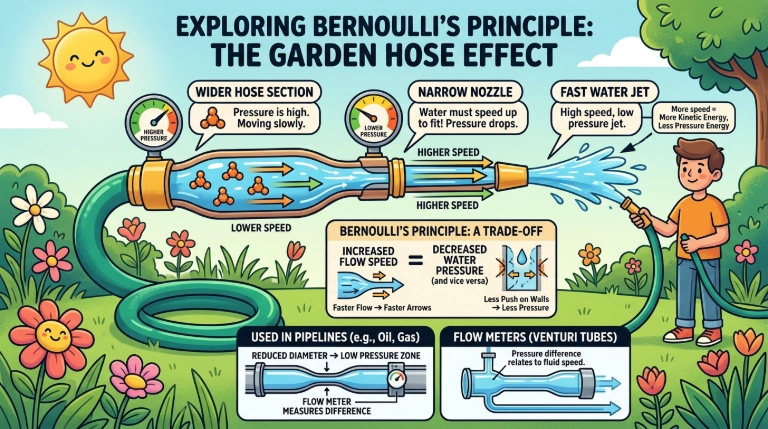 EXPLORING BERNOULLI'S PRINCIPLE:
THE GARDEN HOSE EFFECT
WIDER HOSE SECTION
Pressure is high.
Moving slowly.
HIGHER
PRESSURE
NARROW NOZZLE
Water must speed up
to fit! Pressure drops.
LOWER
PRESSURE
FAST WATER JET
High speed, low
pressure jet.
More speed =
More Kinetic Energy,
Less Pressure Energy
HIGHER SPEED
HIGHER SPEED
LOWER SPEED
BERNOULLI'S PRINCIPLE: A TRADE-OFF
INCREASED
FLOW SPEED
Faster Flow → Faster Arrows
=
DECREASED
WATER
PRESSURE
(and vice versa)
Less Push on Walls
→ Less Pressure
USED IN PIPELINES (e.g., Oil, Gas)
REDUCED DIAMETER → LOW PRESSURE ZONE
FLOW METER
MEASURES DIFFERENCE
FLOW METERS (VENTURI TUBES)
Pressure difference
relates to fluid speed.